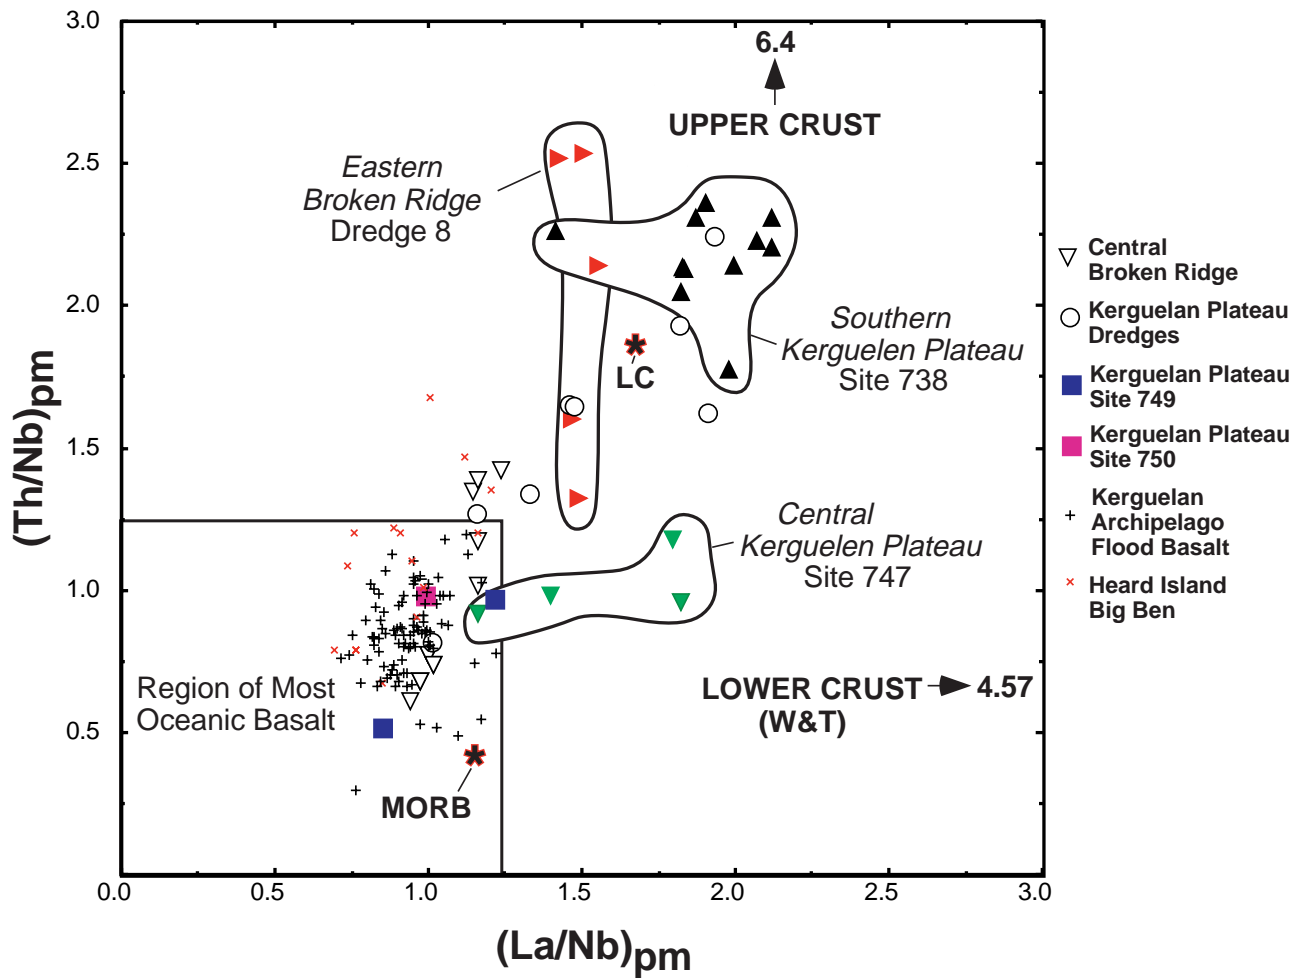 3.0
2.5
2.0
1.5
1.0
0.5
0.0
0.5
1.0
1.5
2.0
2.5
3.0
(Th/Nb)pm
(La/Nb)pm
6.4
UPPER CRUST
Eastern
Broken Ridge
Dredge 8
Southern
Kerguelen Plateau
Site 738
LC
Central
Kerguelen Plateau
Site 747
Region of Most
Oceanic Basalt
LOWER CRUST
4.57
(W&T)
MORB
Central
Broken Ridge
Kerguelan Plateau
Dredges
Kerguelan Plateau
Site 749
Kerguelan Plateau
Site 750
Kerguelan
Archipelago
Flood Basalt
Heard Island
Big Ben